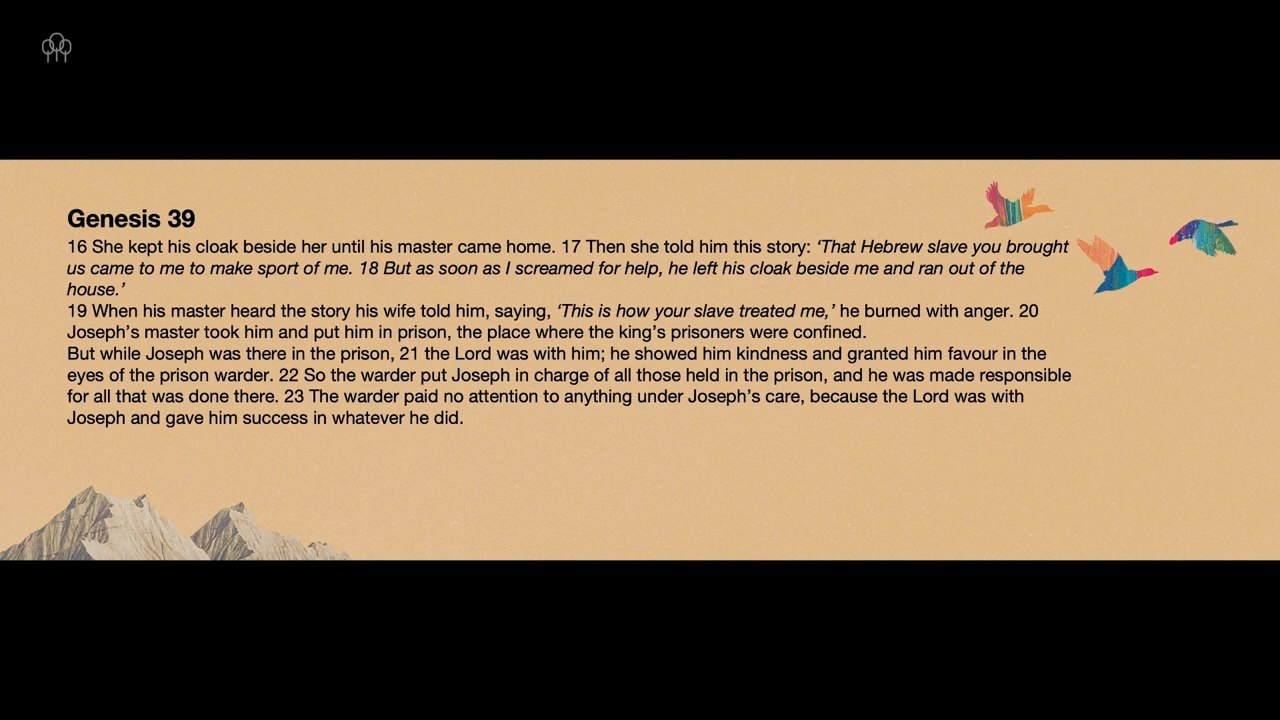 Genesis 39
16 She kept his cloak beside her until his master came home. 17 Then she told him this story: ‘That Hebrew slave you brought
us came to me to make sport of me. 18 But as soon as I screamed for help, he left his cloak beside me and ran out of the
house.’
19 When his master heard the story his wife told him, saying, ‘This is how your slave treated me,’ he burned with anger. 20
Joseph’s master took him and put him in prison, the place where the king’s prisoners were confined.
But while Joseph was there in the prison, 21 the Lord was with him; he showed him kindness and granted him favour in the
eyes of the prison warder. 22 So the warder put Joseph in charge of all those held in the prison, and he was made responsible
for all that was done there. 23 The warder paid no attention to anything under Joseph’s care, because the Lord was with
Joseph and gave him success in whatever he did.